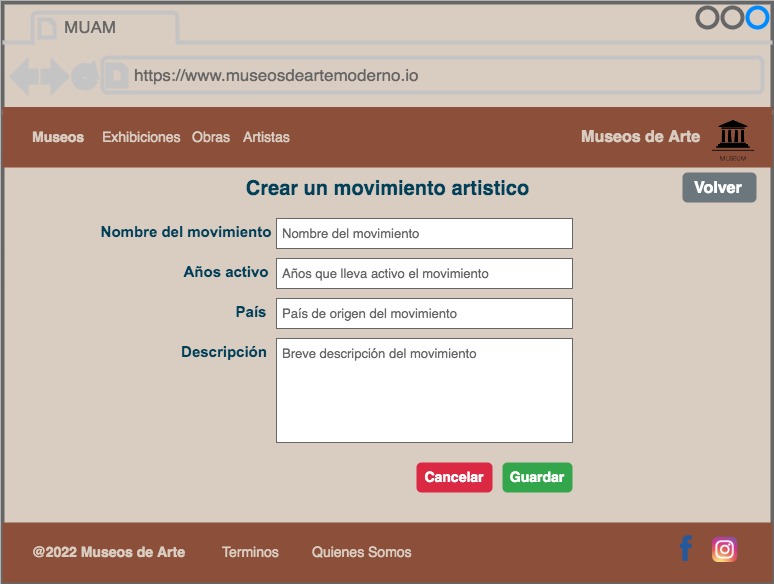 MUAM
https://www.museosdeartemoderno.io
Museos Exhibiciones Obras Artistas Museos de Arte
MUSEUM
Crear un movimiento artistico
Volver
Nombre del movimiento Nombre del movimiento
Años activo Años que lleva activo el movimiento
País País de origen del movimiento
Descripción Breve descripción del movimiento
Cancelar Guardar
@2022 Museos de Arte Terminos Quienes Somos